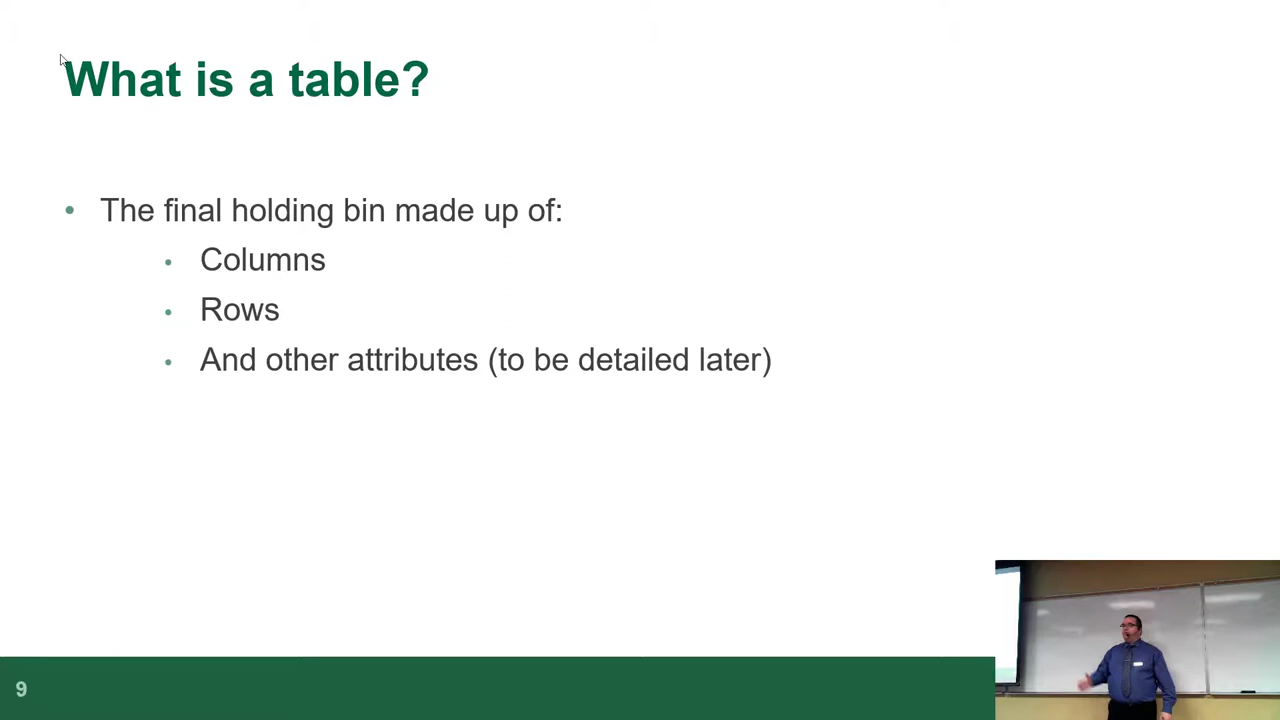 What is a table?
• The final holding bin made up of:
• Columns
• Rows
• And other attributes (to be detailed later)
9